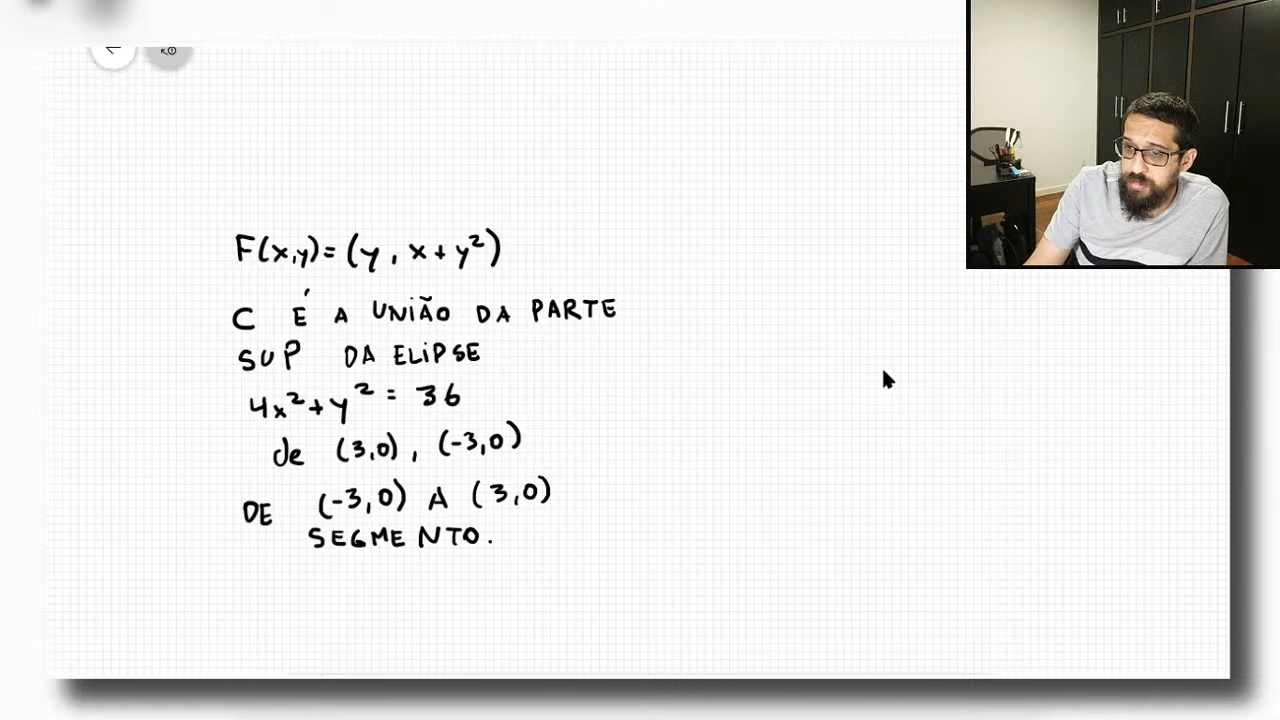 F(x,y)=(y, x+y²)
C É A UNIÃO DA PARTE
SUP DA ELIPSE
4x²+y²=36
de (3,0), (-3,0)
DE (-3,0) A (3,0)
SEGMENTO.